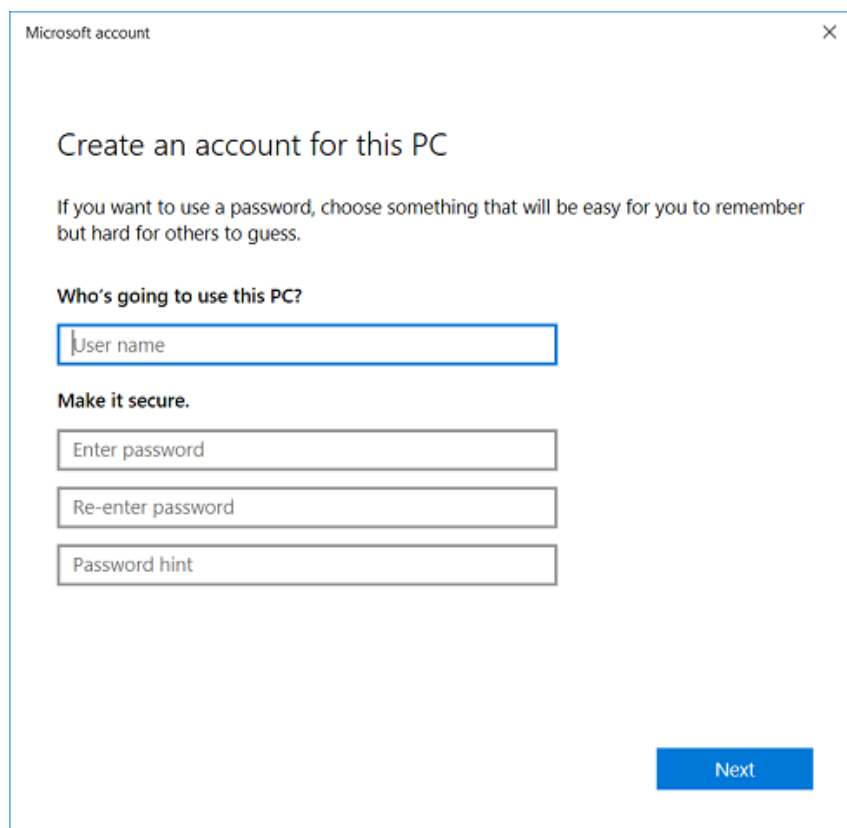 Microsoft account
Create an account for this PC
If you want to use a password, choose something that will be easy for you to remember
but hard for others to guess.
Who's going to use this PC?
User name
Make it secure.
Enter password
Re-enter password
Password hint
Next